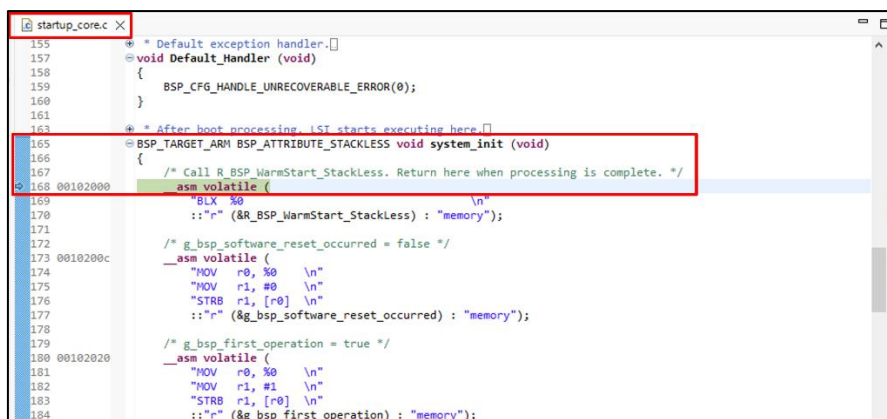 startup_core.c
155 * Default exception handler.
157 void Default_Handler (void)
158 {
159 BSP_CFG_HANDLE_UNRECOVERABLE_ERROR(0);
160 }
161
163 * After boot processing, LSI starts executing here.
165 BSP_TARGET_ARM BSP_ATTRIBUTE_STACKLESS void system_init (void)
166 {
167 /* Call R_BSP_WarmStart_StackLess. Return here when processing is complete. */
168 00102000 __asm volatile (
169 "BLX %0 \n"
170 ::"r" (&R_BSP_WarmStart_StackLess) : "memory");
171
172 /* g_bsp_software_reset_occurred = false */
173 0010200c __asm volatile (
174 "MOV r0, %0 \n"
175 "MOV r1, #0 \n"
176 "STRB r1, [r0] \n"
177 ::"r" (&g_bsp_software_reset_occurred) : "memory");
178
179 /* g_bsp_first_operation = true */
180 00102020 __asm volatile (
181 "MOV r0, %0 \n"
182 "MOV r1, #1 \n"
183 "STRB r1, [r0] \n"
184 ::"r" (&g_bsp_first_operation) : "memory");